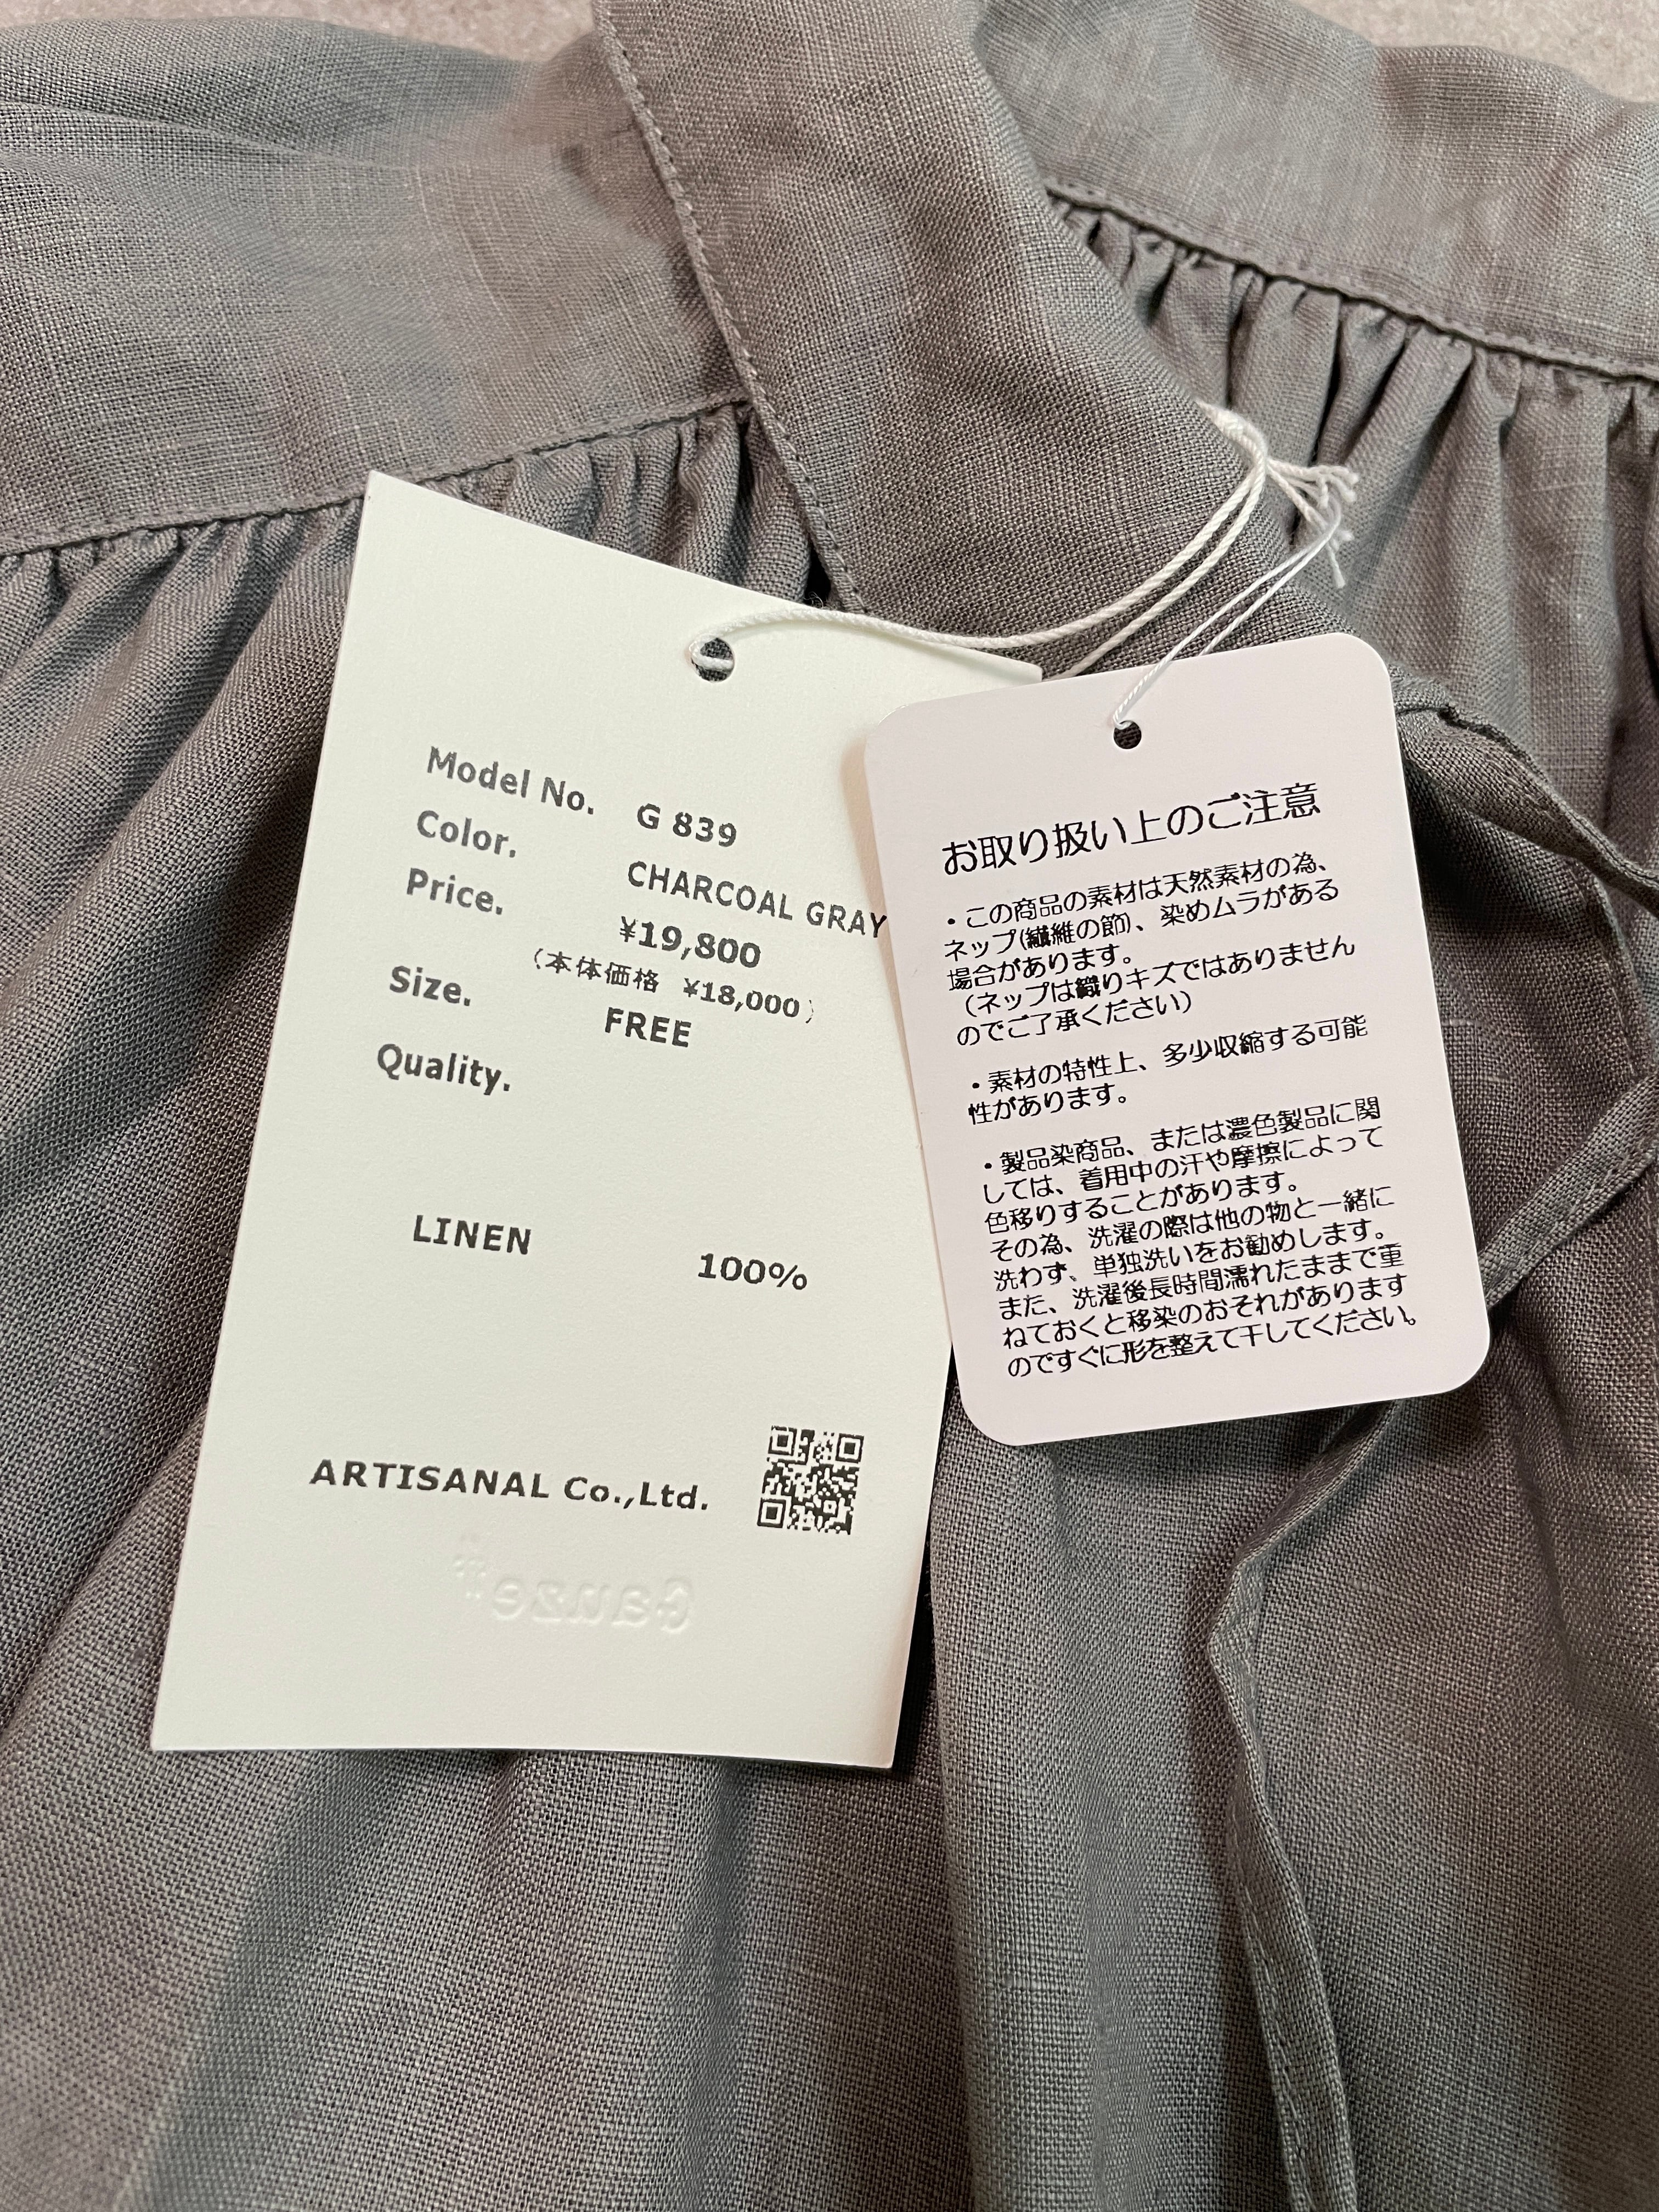 Model No. G 839
Color. CHARCOAL GRAY
Price. ¥19,800
(本体価格 ¥18,000)
Size. FREE
Quality.
LINEN 100%
ARTISANAL Co.,Ltd.
Gauze#
お取り扱い上のご注意
・この商品の素材は天然素材の為、
ネップ(繊維の節)、染めムラがある
場合があります。
(ネップは織りキズではありません
のでご了承ください)
・素材の特性上、多少収縮する可能
性があります。
・製品染商品、または濃色製品に関
しては、着用中の汗や摩擦によって
色移りすることがあります。
その為、洗濯の際は他の物と一緒に
洗わず、単独洗いをお勧めします。
また、洗濯後長時間濡れたままで重
ねておくと移染のおそれがあります
のですぐに形を整えて干してください。